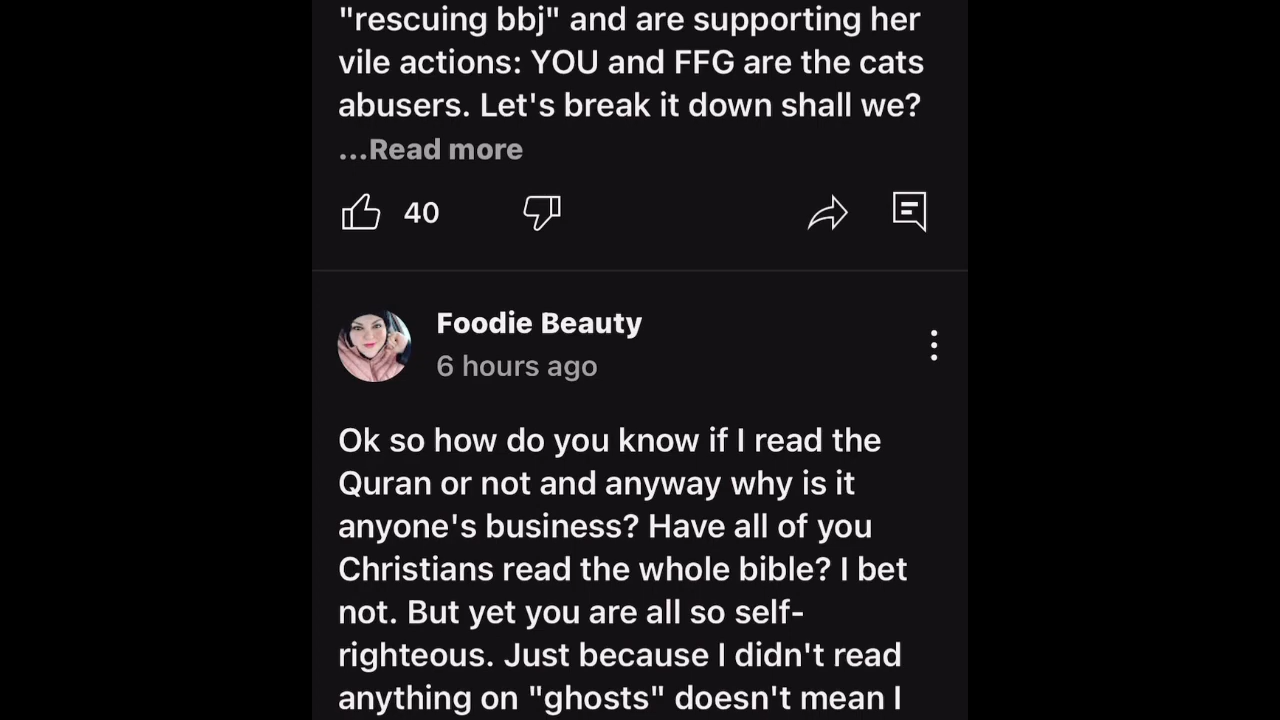 "rescuing bbj" and are supporting her
vile actions: YOU and FFG are the cats
abusers. Let's break it down shall we?
...Read more
40
Foodie Beauty
6 hours ago
Ok so how do you know if I read the
Quran or not and anyway why is it
anyone's business? Have all of you
Christians read the whole bible? I bet
not. But yet you are all so self-
righteous. Just because I didn't read
anything on "ghosts" doesn't mean I